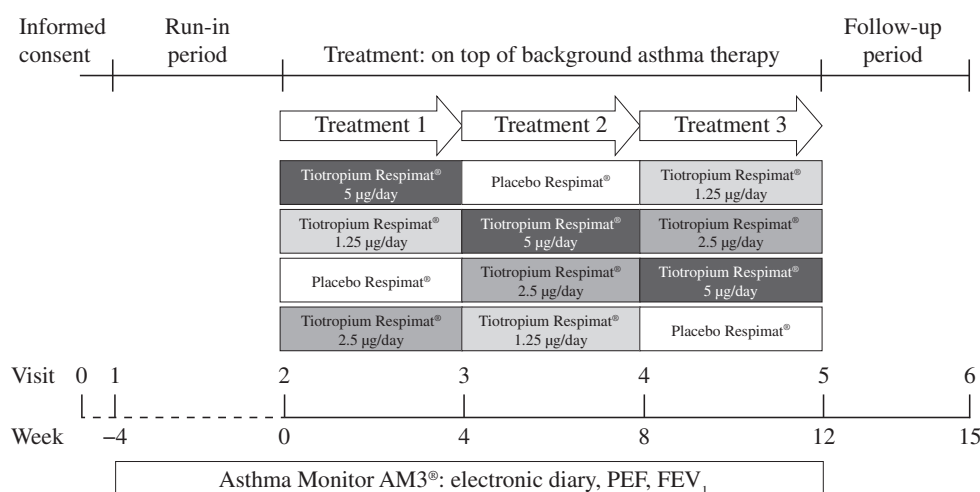 Informed consent
Run-in period
Treatment: on top of background asthma therapy
Follow-up period
Treatment 1 Treatment 2 Treatment 3
Tiotropium Respimat® 5 µg/day
Placebo Respimat®
Tiotropium Respimat® 1.25 µg/day
Tiotropium Respimat® 1.25 µg/day
Tiotropium Respimat® 5 µg/day
Tiotropium Respimat® 2.5 µg/day
Placebo Respimat®
Tiotropium Respimat® 2.5 µg/day
Tiotropium Respimat® 5 µg/day
Tiotropium Respimat® 2.5 µg/day
Tiotropium Respimat® 1.25 µg/day
Placebo Respimat®
Visit 0 1 2 3 4 5 6
Week −4 0 4 8 12 15
Asthma Monitor AM3®: electronic diary, PEF, FEV₁